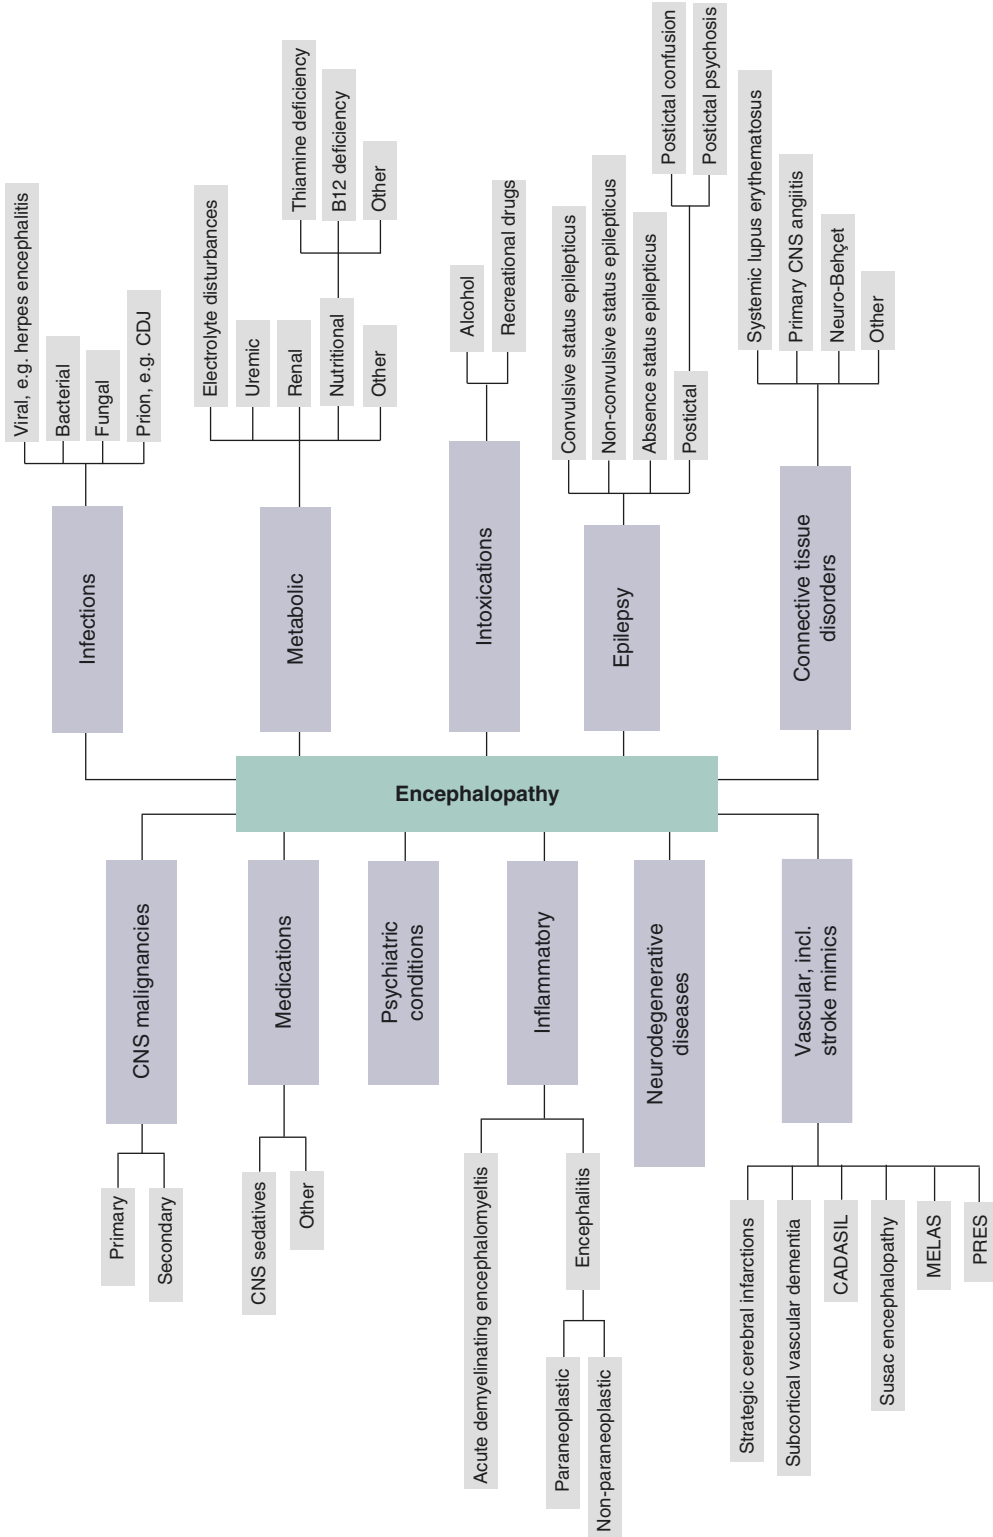 Viral, e.g. herpes encephalitis
Bacterial
Fungal
Prion, e.g. CDJ
Infections
Electrolyte disturbances
Uremic
Renal
Nutritional
Other
Thiamine deficiency
B12 deficiency
Other
Metabolic
Alcohol
Recreational drugs
Intoxications
Convulsive status epilepticus
Non-convulsive status epilepticus
Absence status epilepticus
Postictal
Postictal confusion
Postictal psychosis
Epilepsy
Systemic lupus erythematosus
Primary CNS angiitis
Neuro-Behçet
Other
Connective tissue
disorders
Encephalopathy
CNS malignancies
Primary
Secondary
Medications
CNS sedatives
Other
Psychiatric
conditions
Inflammatory
Acute demyelinating encephalomyeltis
Encephalitis
Paraneoplastic
Non-paraneoplastic
Neurodegenerative
diseases
Vascular, incl.
stroke mimics
Strategic cerebral infarctions
Subcortical vascular dementia
CADASIL
Susac encephalopathy
MELAS
PRES